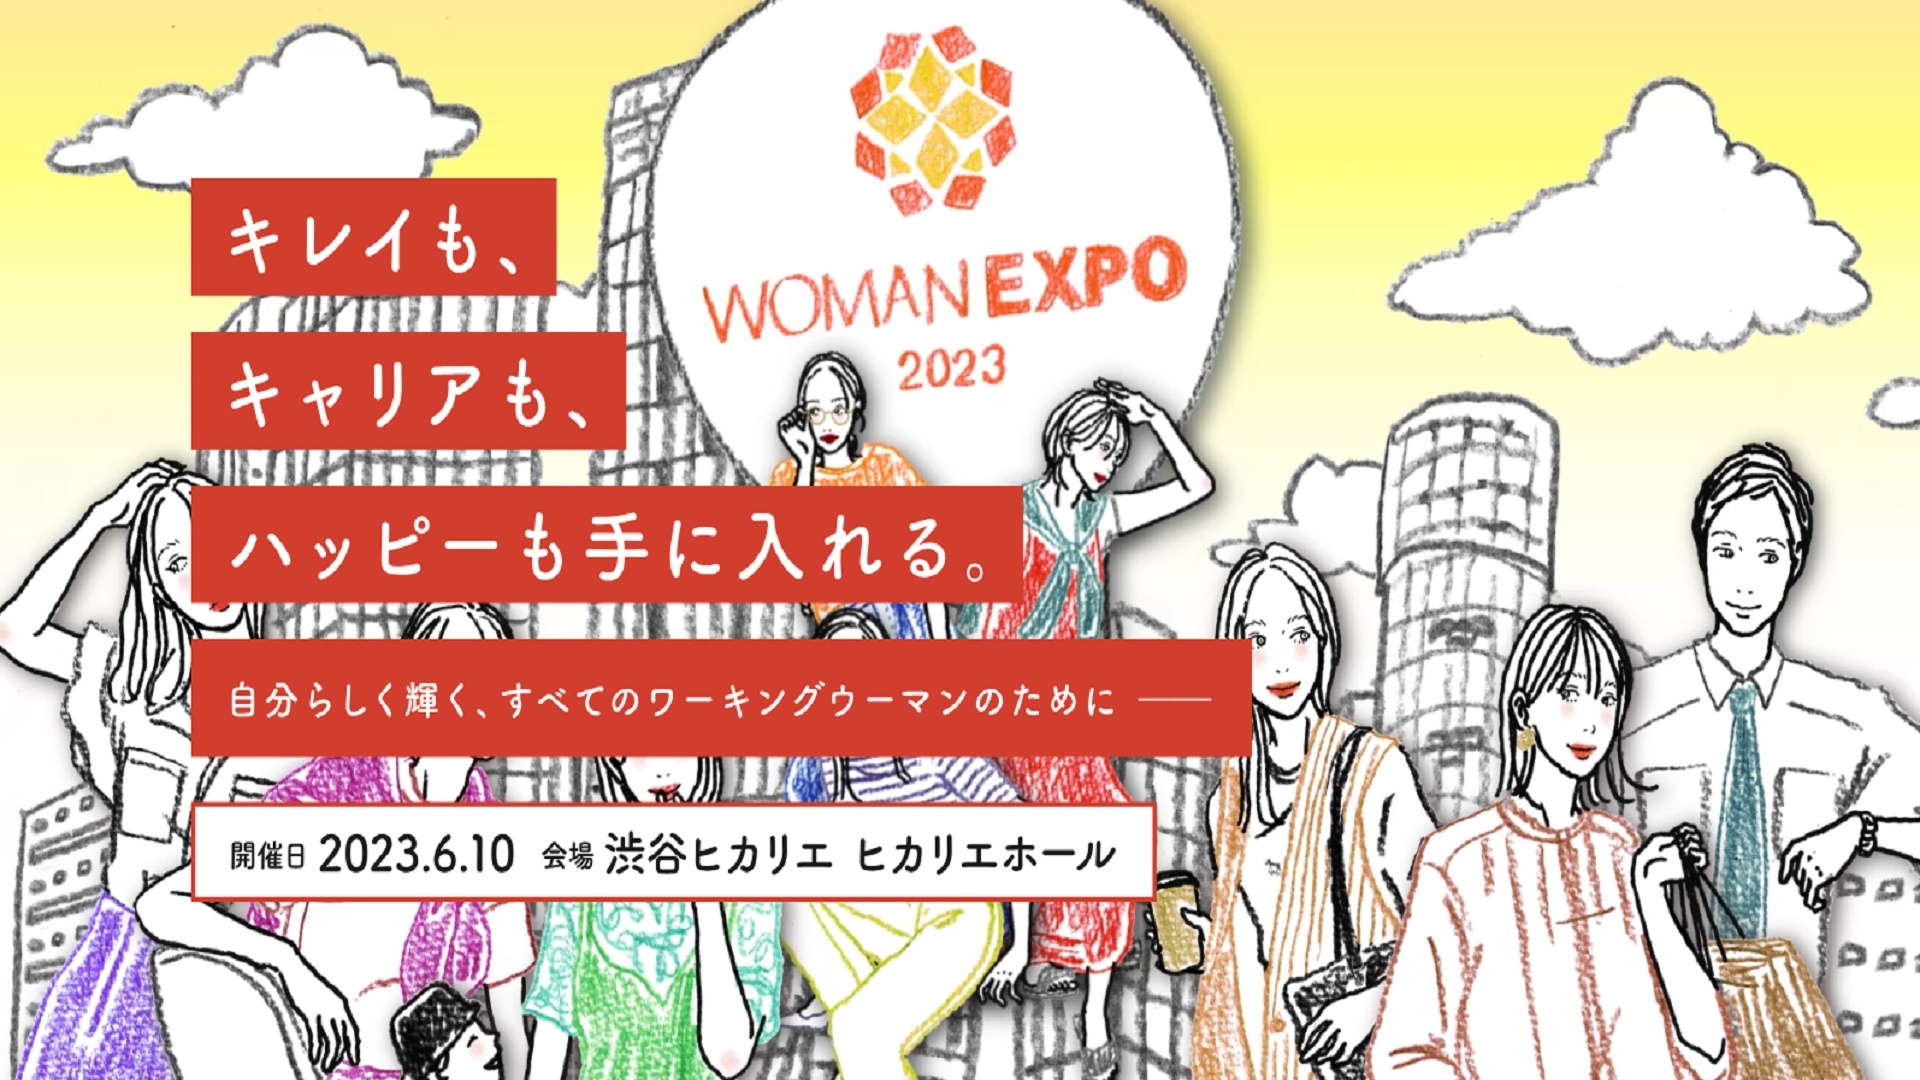 WOMAN EXPO
2023
キレイも、
キャリアも、
ハッピーも手に入れる。
自分らしく輝く、すべてのワーキングウーマンのために ――
開催日 2023.6.10 会場 渋谷ヒカリエ ヒカリエホール